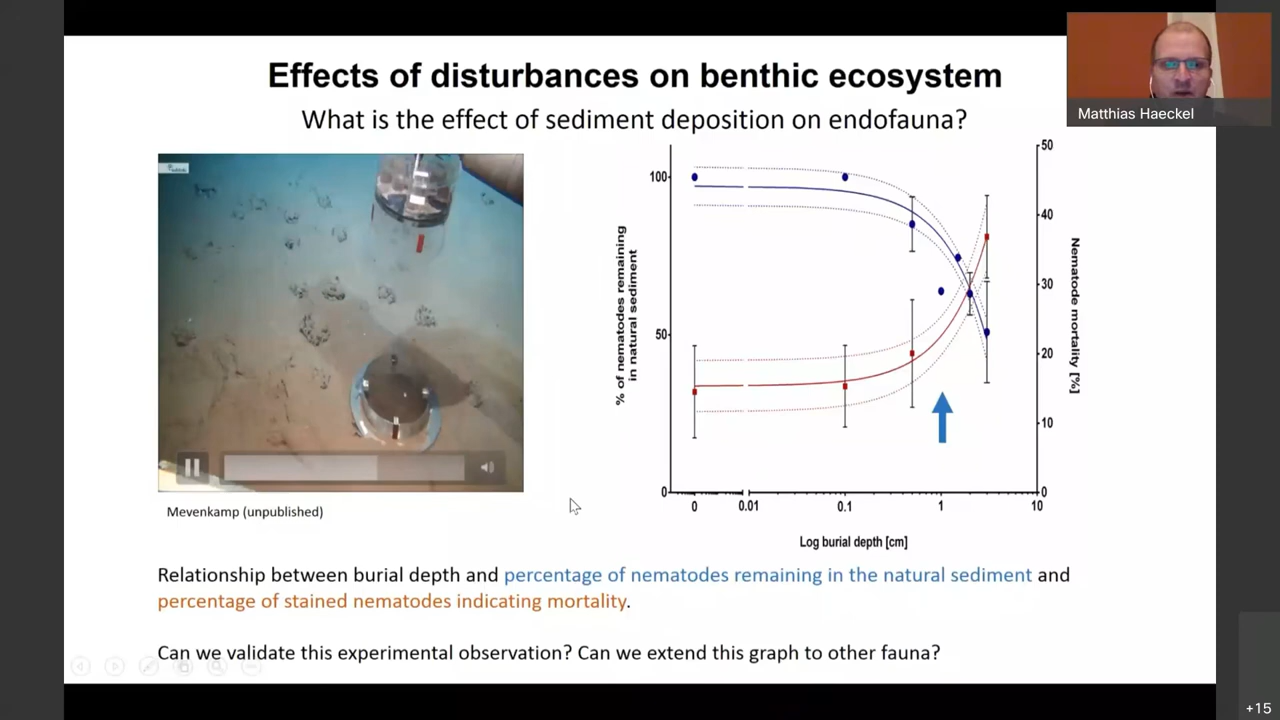 Effects of disturbances on benthic ecosystem
What is the effect of sediment deposition on endofauna?
Matthias Haeckel
Mevenkamp (unpublished)
% of nematodes remaining
in natural sediment
100
50
0
0
0.01
0.1
1
10
Log burial depth [cm]
50
40
30
20
10
0
Nematode mortality [%]
Relationship between burial depth and percentage of nematodes remaining in the natural sediment and
percentage of stained nematodes indicating mortality.
Can we validate this experimental observation? Can we extend this graph to other fauna?
+15